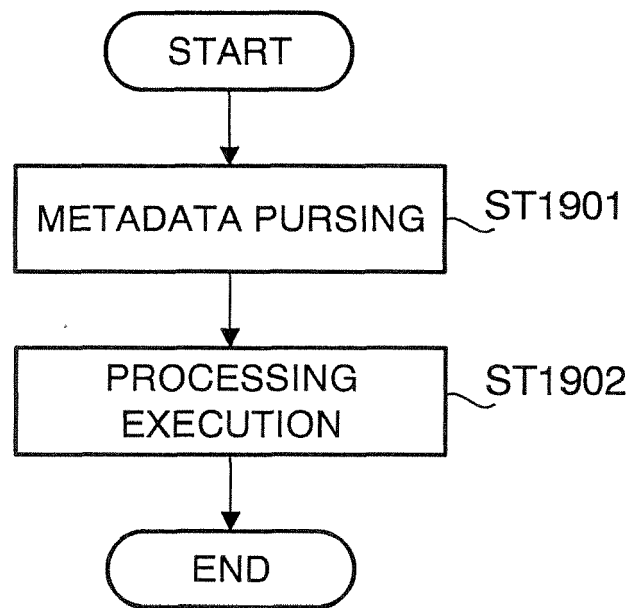 START
METADATA PURSING
ST1901
PROCESSING
EXECUTION
ST1902
END